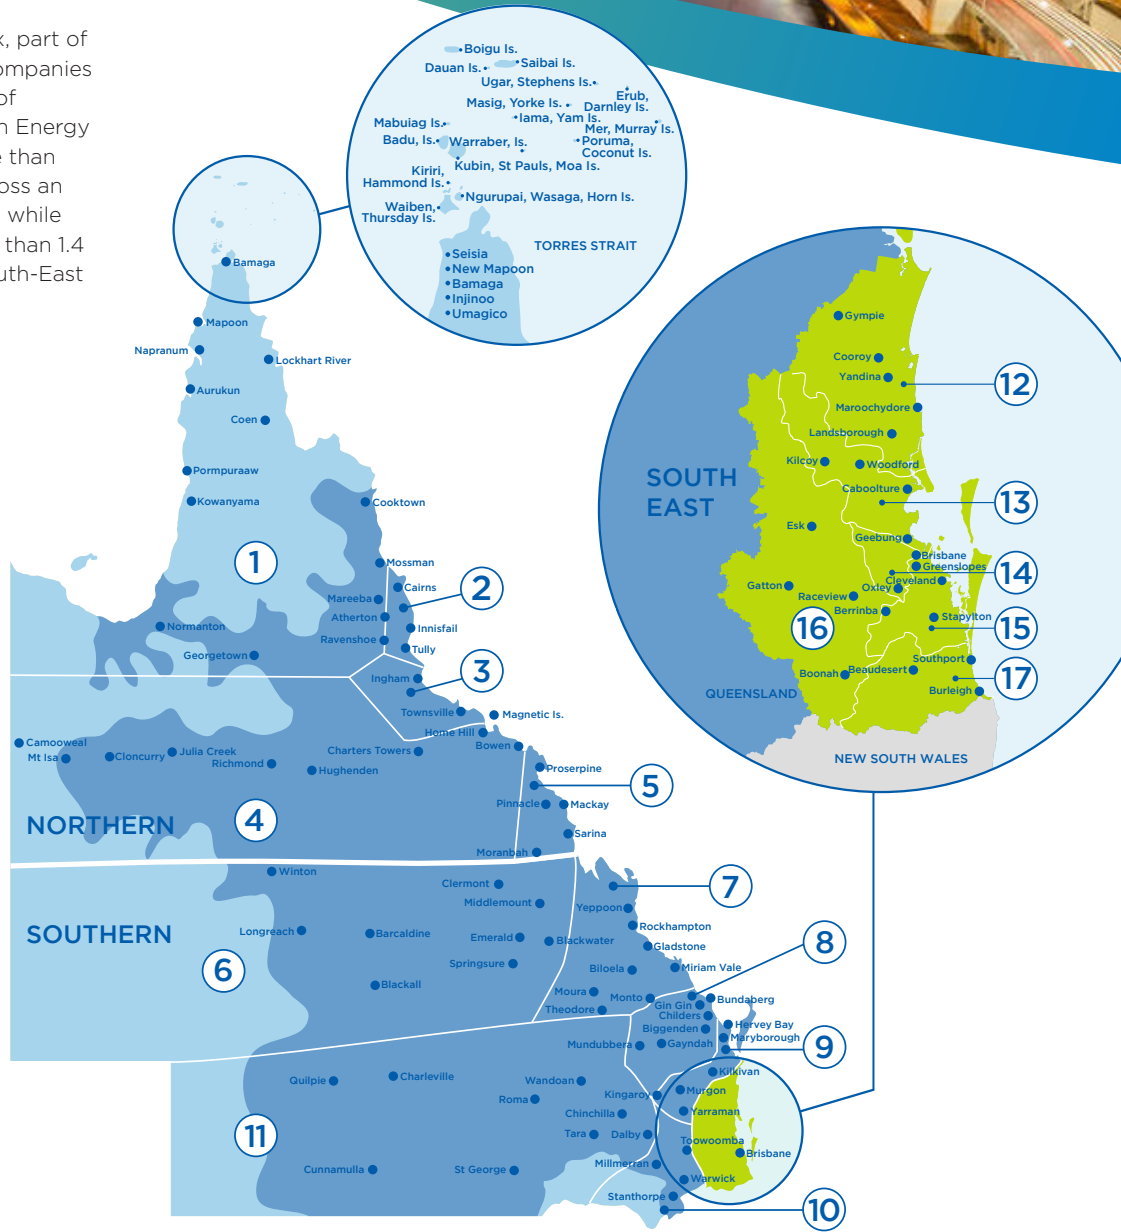 x, part of
ompanies
of
n Energy
e than
oss an
while
than 1.4
uth-East
Boigu Is.
Dauan Is.
Saibai Is.
Ugar, Stephens Is.
Erub,
Darnley Is.
Masig, Yorke Is.
Iama, Yam Is.
Mabuiag Is.
Mer, Murray Is.
Badu, Is.
Warraber, Is.
Poruma,
Coconut Is.
Kubin, St Pauls, Moa Is.
Kiriri,
Hammond Is.
Ngurupai, Wasaga, Horn Is.
Waiben,
Thursday Is.
TORRES STRAIT
Seisia
New Mapoon
Bamaga
Injinoo
Umagico
Bamaga
Mapoon
Napranum
Lockhart River
Aurukun
Coen
Pormpuraaw
Kowanyama
Cooktown
1
Mossman
Cairns
2
Mareeba
Atherton
Innisfail
Normanton
Ravenshoe
Tully
Georgetown
3
Ingham
Townsville
Magnetic Is.
Home Hill
Camooweal
Mt Isa
Cloncurry
Julia Creek
Richmond
Hughenden
Charters Towers
Bowen
Proserpine
5
Pinnacle
Mackay
NORTHERN
4
Sarina
Moranbah
Winton
Clermont
7
Middlemount
Yeppoon
SOUTHERN
Longreach
Barcaldine
Emerald
Blackwater
Rockhampton
Gladstone
8
6
Springsure
Biloela
Miriam Vale
Blackall
Moura
Monto
Theodore
Gin Gin
Bundaberg
Childers
Biggenden
Hervey Bay
Maryborough
Mundubbera
Gayndah
9
Kilkivan
Quilpie
Charleville
Wandoan
Kingaroy
Murgon
Roma
Yarraman
Chinchilla
11
Tara
Dalby
Toowoomba
Brisbane
Cunnamulla
St George
Millmerran
Warwick
Stanthorpe
10
Gympie
Cooroy
Yandina
12
Maroochydore
Landsborough
Kilcoy
Woodford
SOUTH
EAST
Caboolture
13
Esk
Geebung
Brisbane
Greenslopes
14
Cleveland
Gatton
Oxley
Raceview
Berrinba
Stapylton
16
15
Southport
Boonah
Beaudesert
17
QUEENSLAND
Burleigh
NEW SOUTH WALES